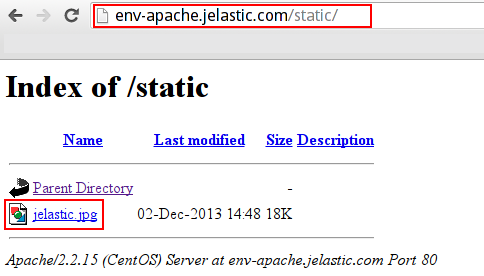 env-apache.jelastic.com/static/
Index of /static
Name Last modified Size Description
Parent Directory -
jelastic.jpg 02-Dec-2013 14:48 18K
Apache/2.2.15 (CentOS) Server at env-apache.jelastic.com Port 80